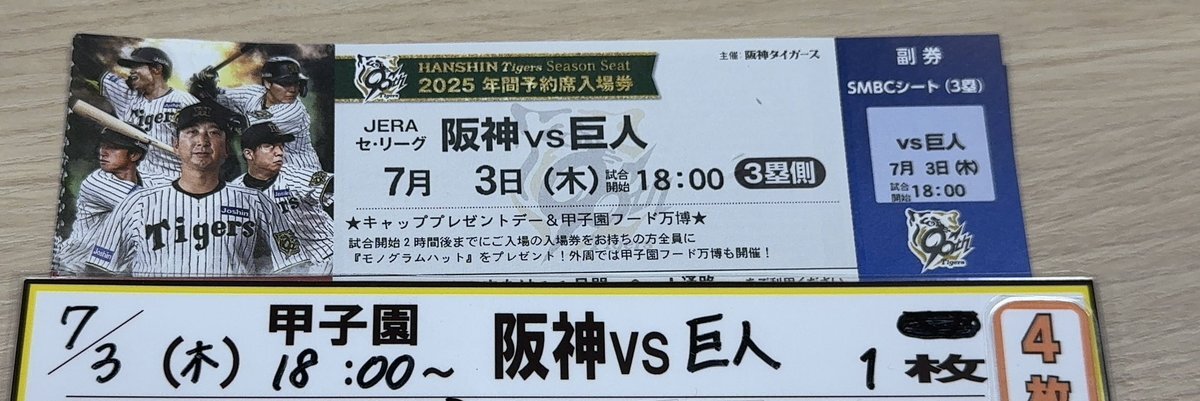 HANSHIN Tigers Season Seat
2025 年間予約席入場券
主催:阪神タイガース
JERA
セ・リーグ
阪神 vs 巨人
7月 3日 (木) 試合開始 18:00 3塁側
★キャッププレゼントデー&甲子園フード万博★
試合開始2時間後までにご入場の入場券をお持ちの方全員に
『モノグラムハット』をプレゼント!外周では甲子園フード万博も開催!
副券
SMBCシート (3塁)
vs 巨人
7月 3日 (木)
試合開始 18:00
90th
Tigers
Tigers
Joshin
Tigers
Joshin
7/3 (木) 甲子園
18:00~
阪神 vs 巨人
1枚
4枚